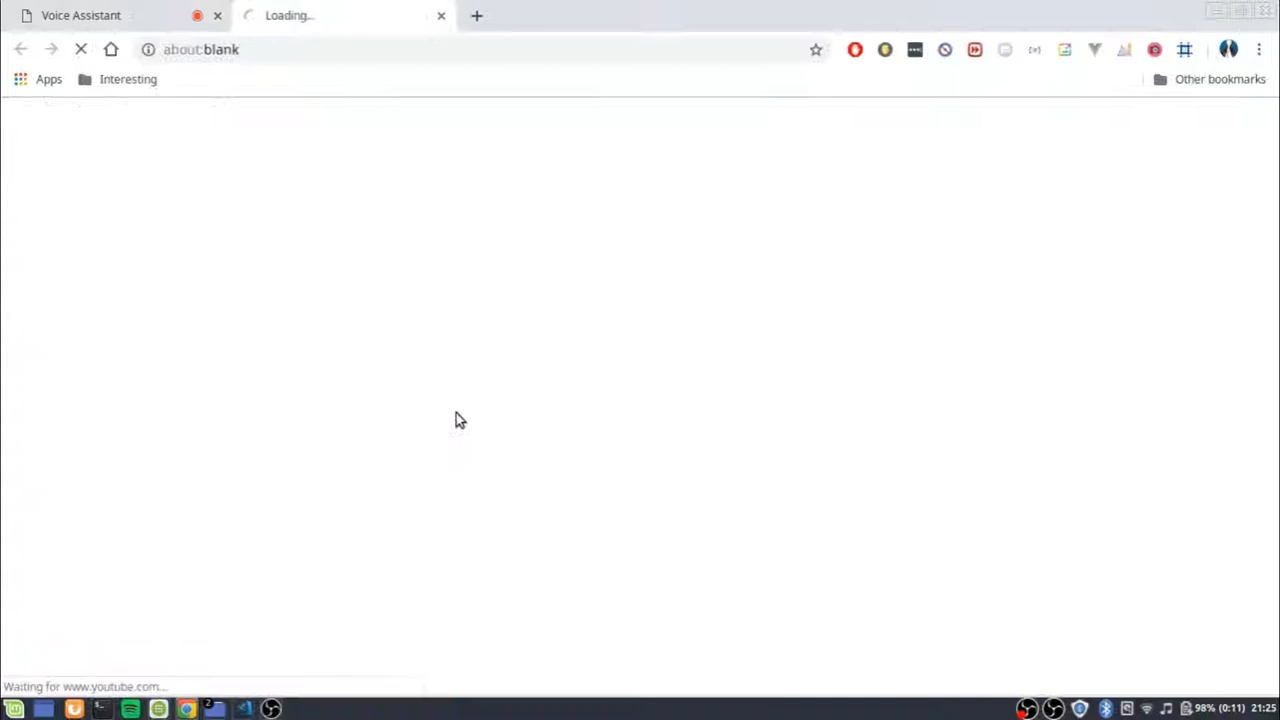 Voice Assistant
Loading...
about:blank
Apps
Interesting
Other bookmarks
Waiting for www.youtube.com...
2
98% (0:11)
21:25